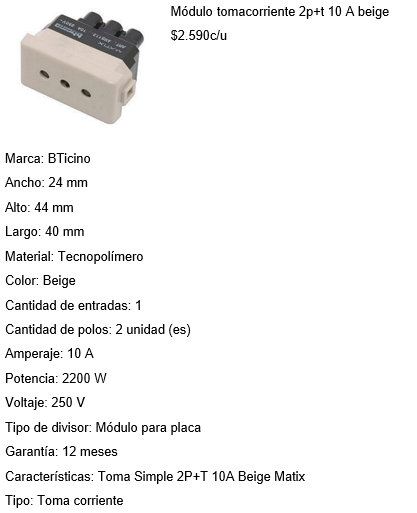 Módulo tomacorriente 2p+t 10 A beige
$2.590c/u
Marca: BTicino
Ancho: 24 mm
Alto: 44 mm
Largo: 40 mm
Material: Tecnopolímero
Color: Beige
Cantidad de entradas: 1
Cantidad de polos: 2 unidad (es)
Amperaje: 10 A
Potencia: 2200 W
Voltaje: 250 V
Tipo de divisor: Módulo para placa
Garantía: 12 meses
Características: Toma Simple 2P+T 10A Beige Matix
Tipo: Toma corriente